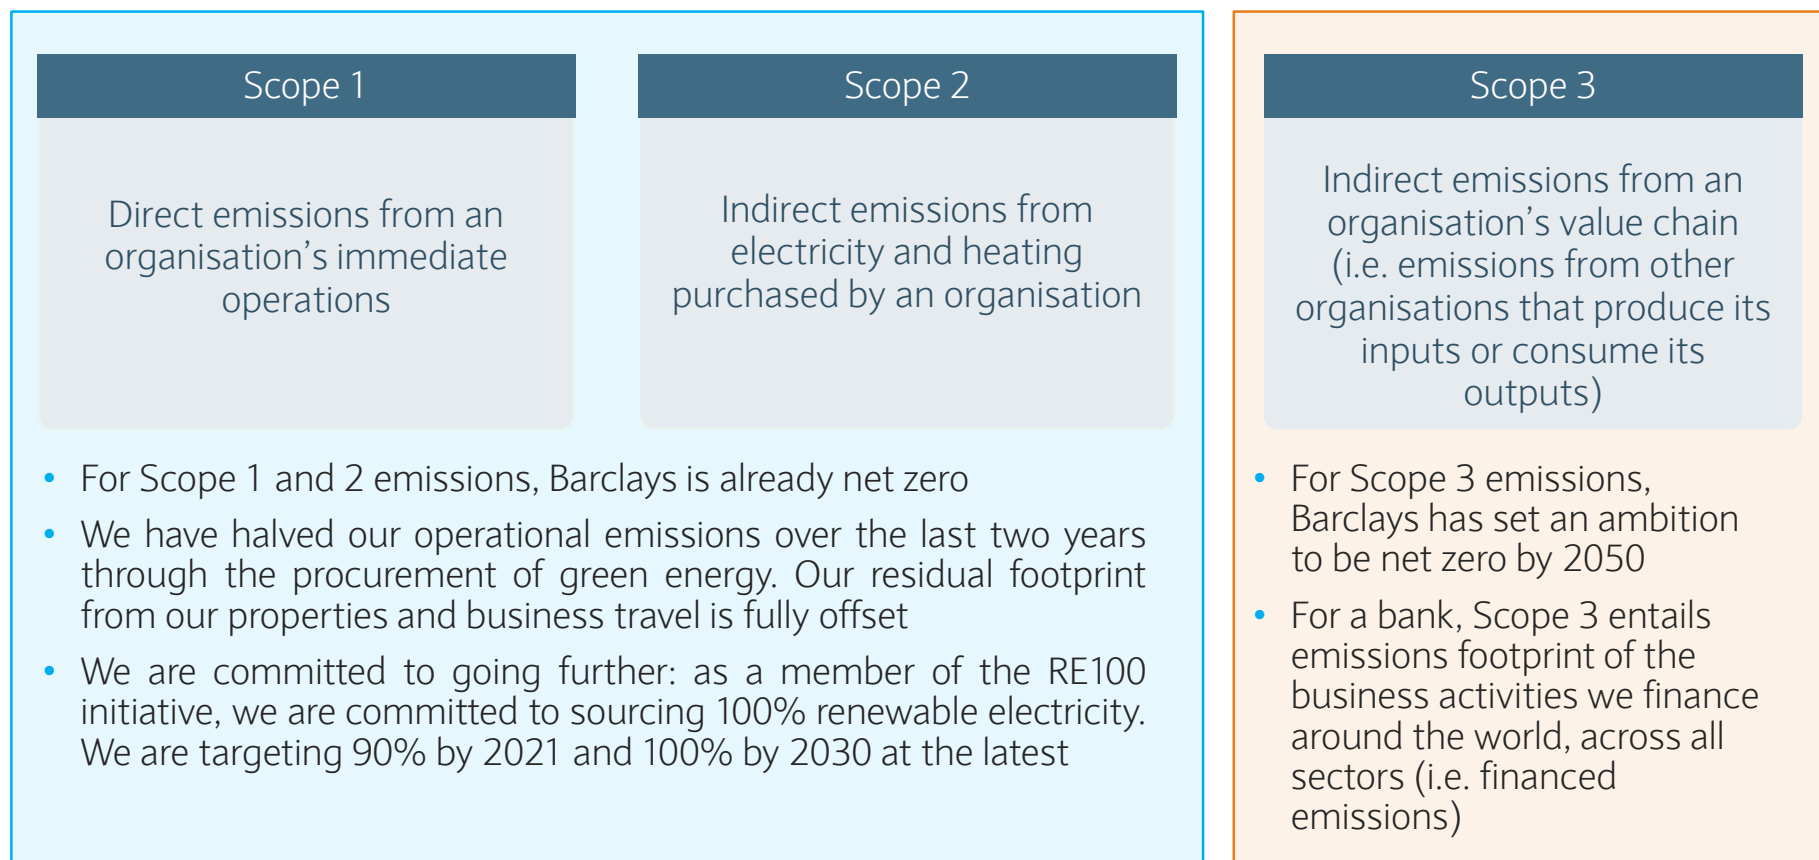 Scope 1
Direct emissions from an
organisation’s immediate
operations
Scope 2
Indirect emissions from
electricity and heating
purchased by an organisation
• For Scope 1 and 2 emissions, Barclays is already net zero
• We have halved our operational emissions over the last two years
through the procurement of green energy. Our residual footprint
from our properties and business travel is fully offset
• We are committed to going further: as a member of the RE100
initiative, we are committed to sourcing 100% renewable electricity.
We are targeting 90% by 2021 and 100% by 2030 at the latest
Scope 3
Indirect emissions from an
organisation’s value chain
(i.e. emissions from other
organisations that produce its
inputs or consume its
outputs)
• For Scope 3 emissions,
Barclays has set an ambition
to be net zero by 2050
• For a bank, Scope 3 entails
emissions footprint of the
business activities we finance
around the world, across all
sectors (i.e. financed
emissions)